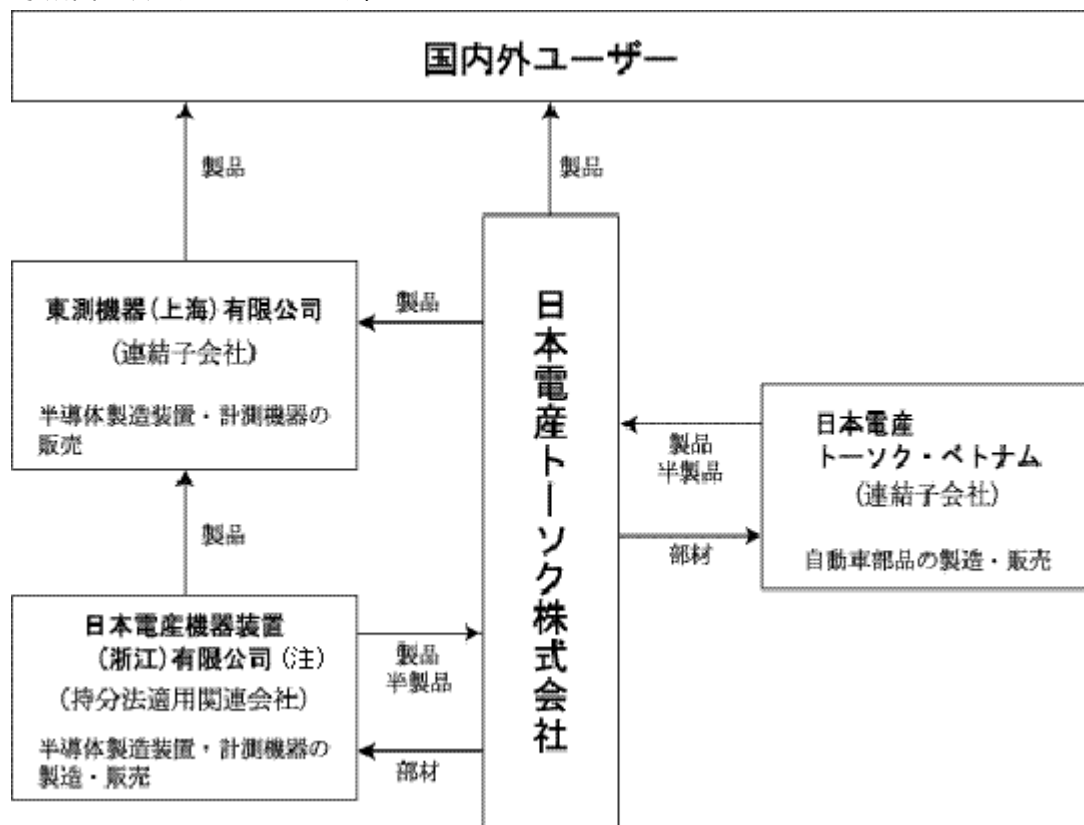 国内外ユーザー
製品
製品
東測機器(上海)有限公司
(連結子会社)
半導体製造装置・計測機器の
販売
製品
日本電産トーソク株式会社
製品
半製品
部材
日本電産
トーソク・ベトナム
(連結子会社)
自動車部品の製造・販売
製品
日本電産機器装置
(浙江)有限公司(注)
(持分法適用関連会社)
半導体製造装置・計測機器の
製造・販売
製品
半製品
部材